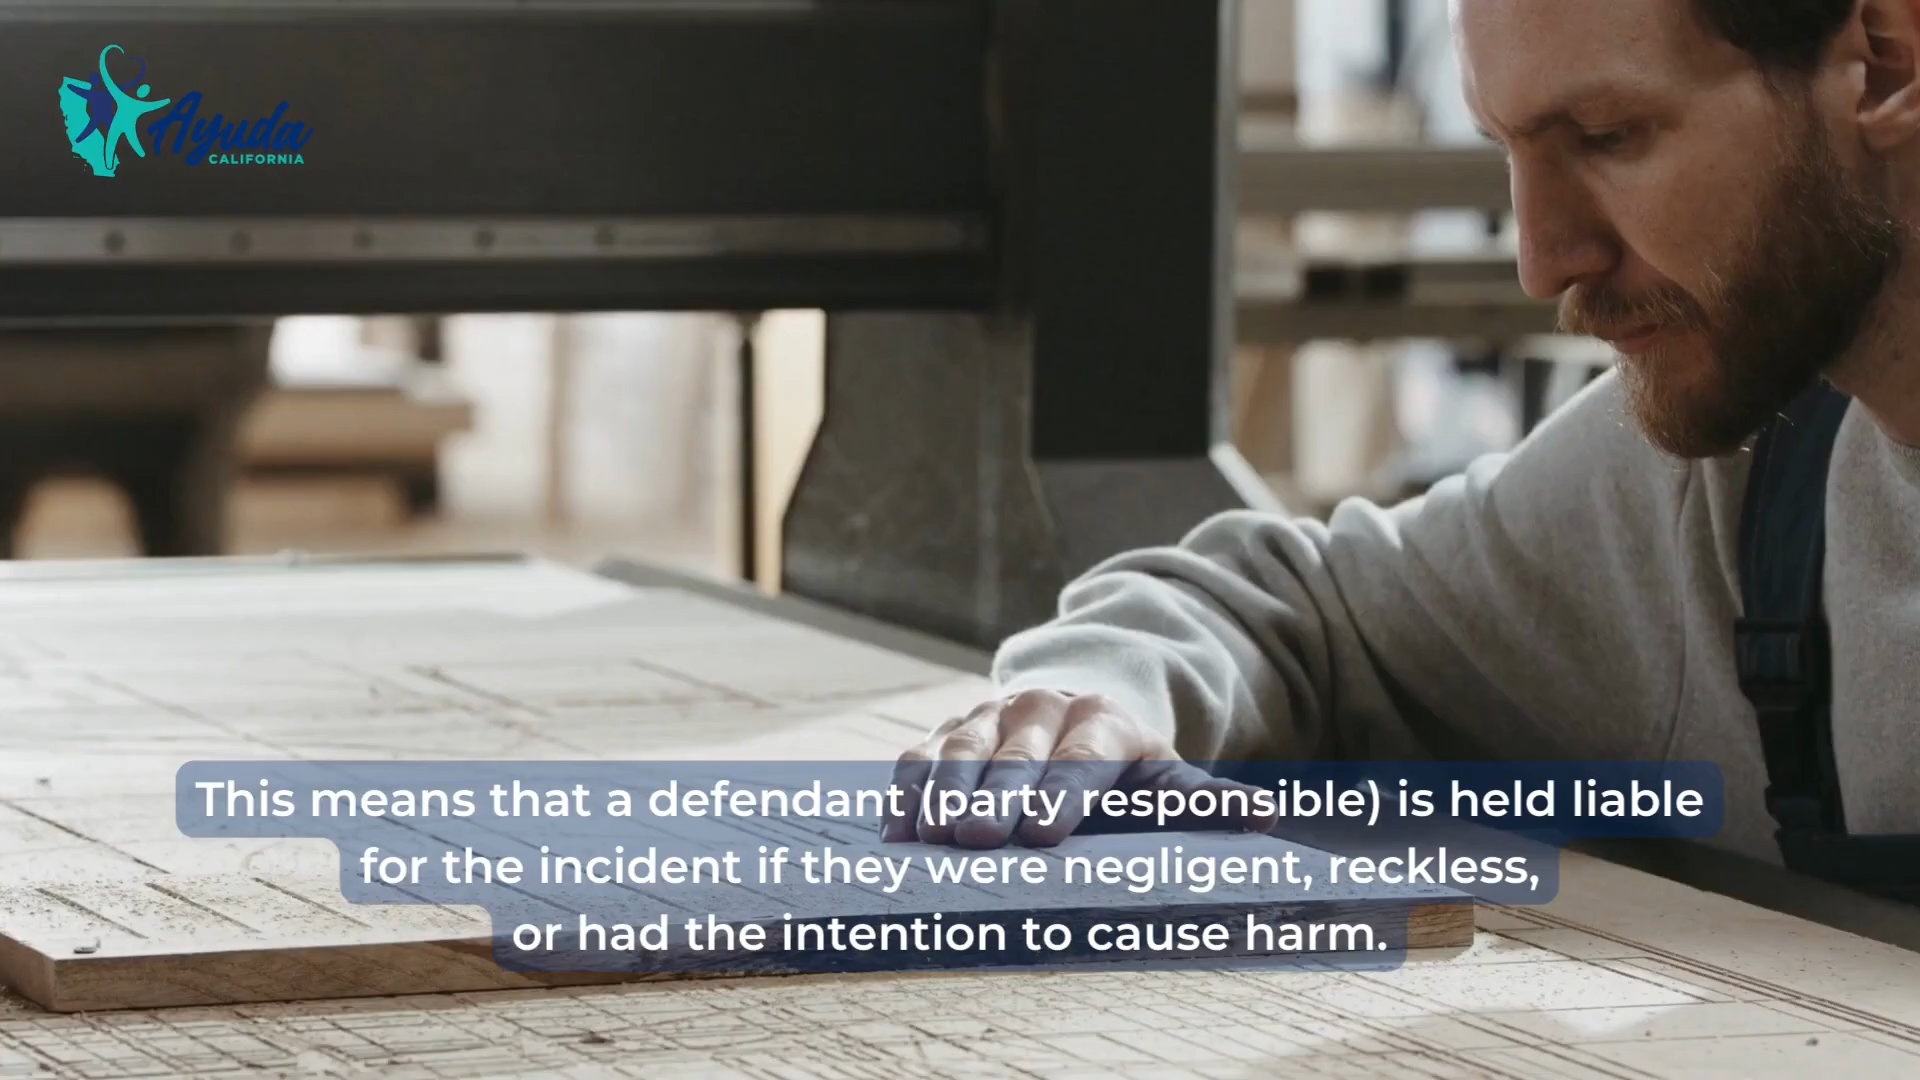 Ayuda
CALIFORNIA
This means that a defendant (party responsible) is held liable
for the incident if they were negligent, reckless,
or had the intention to cause harm.